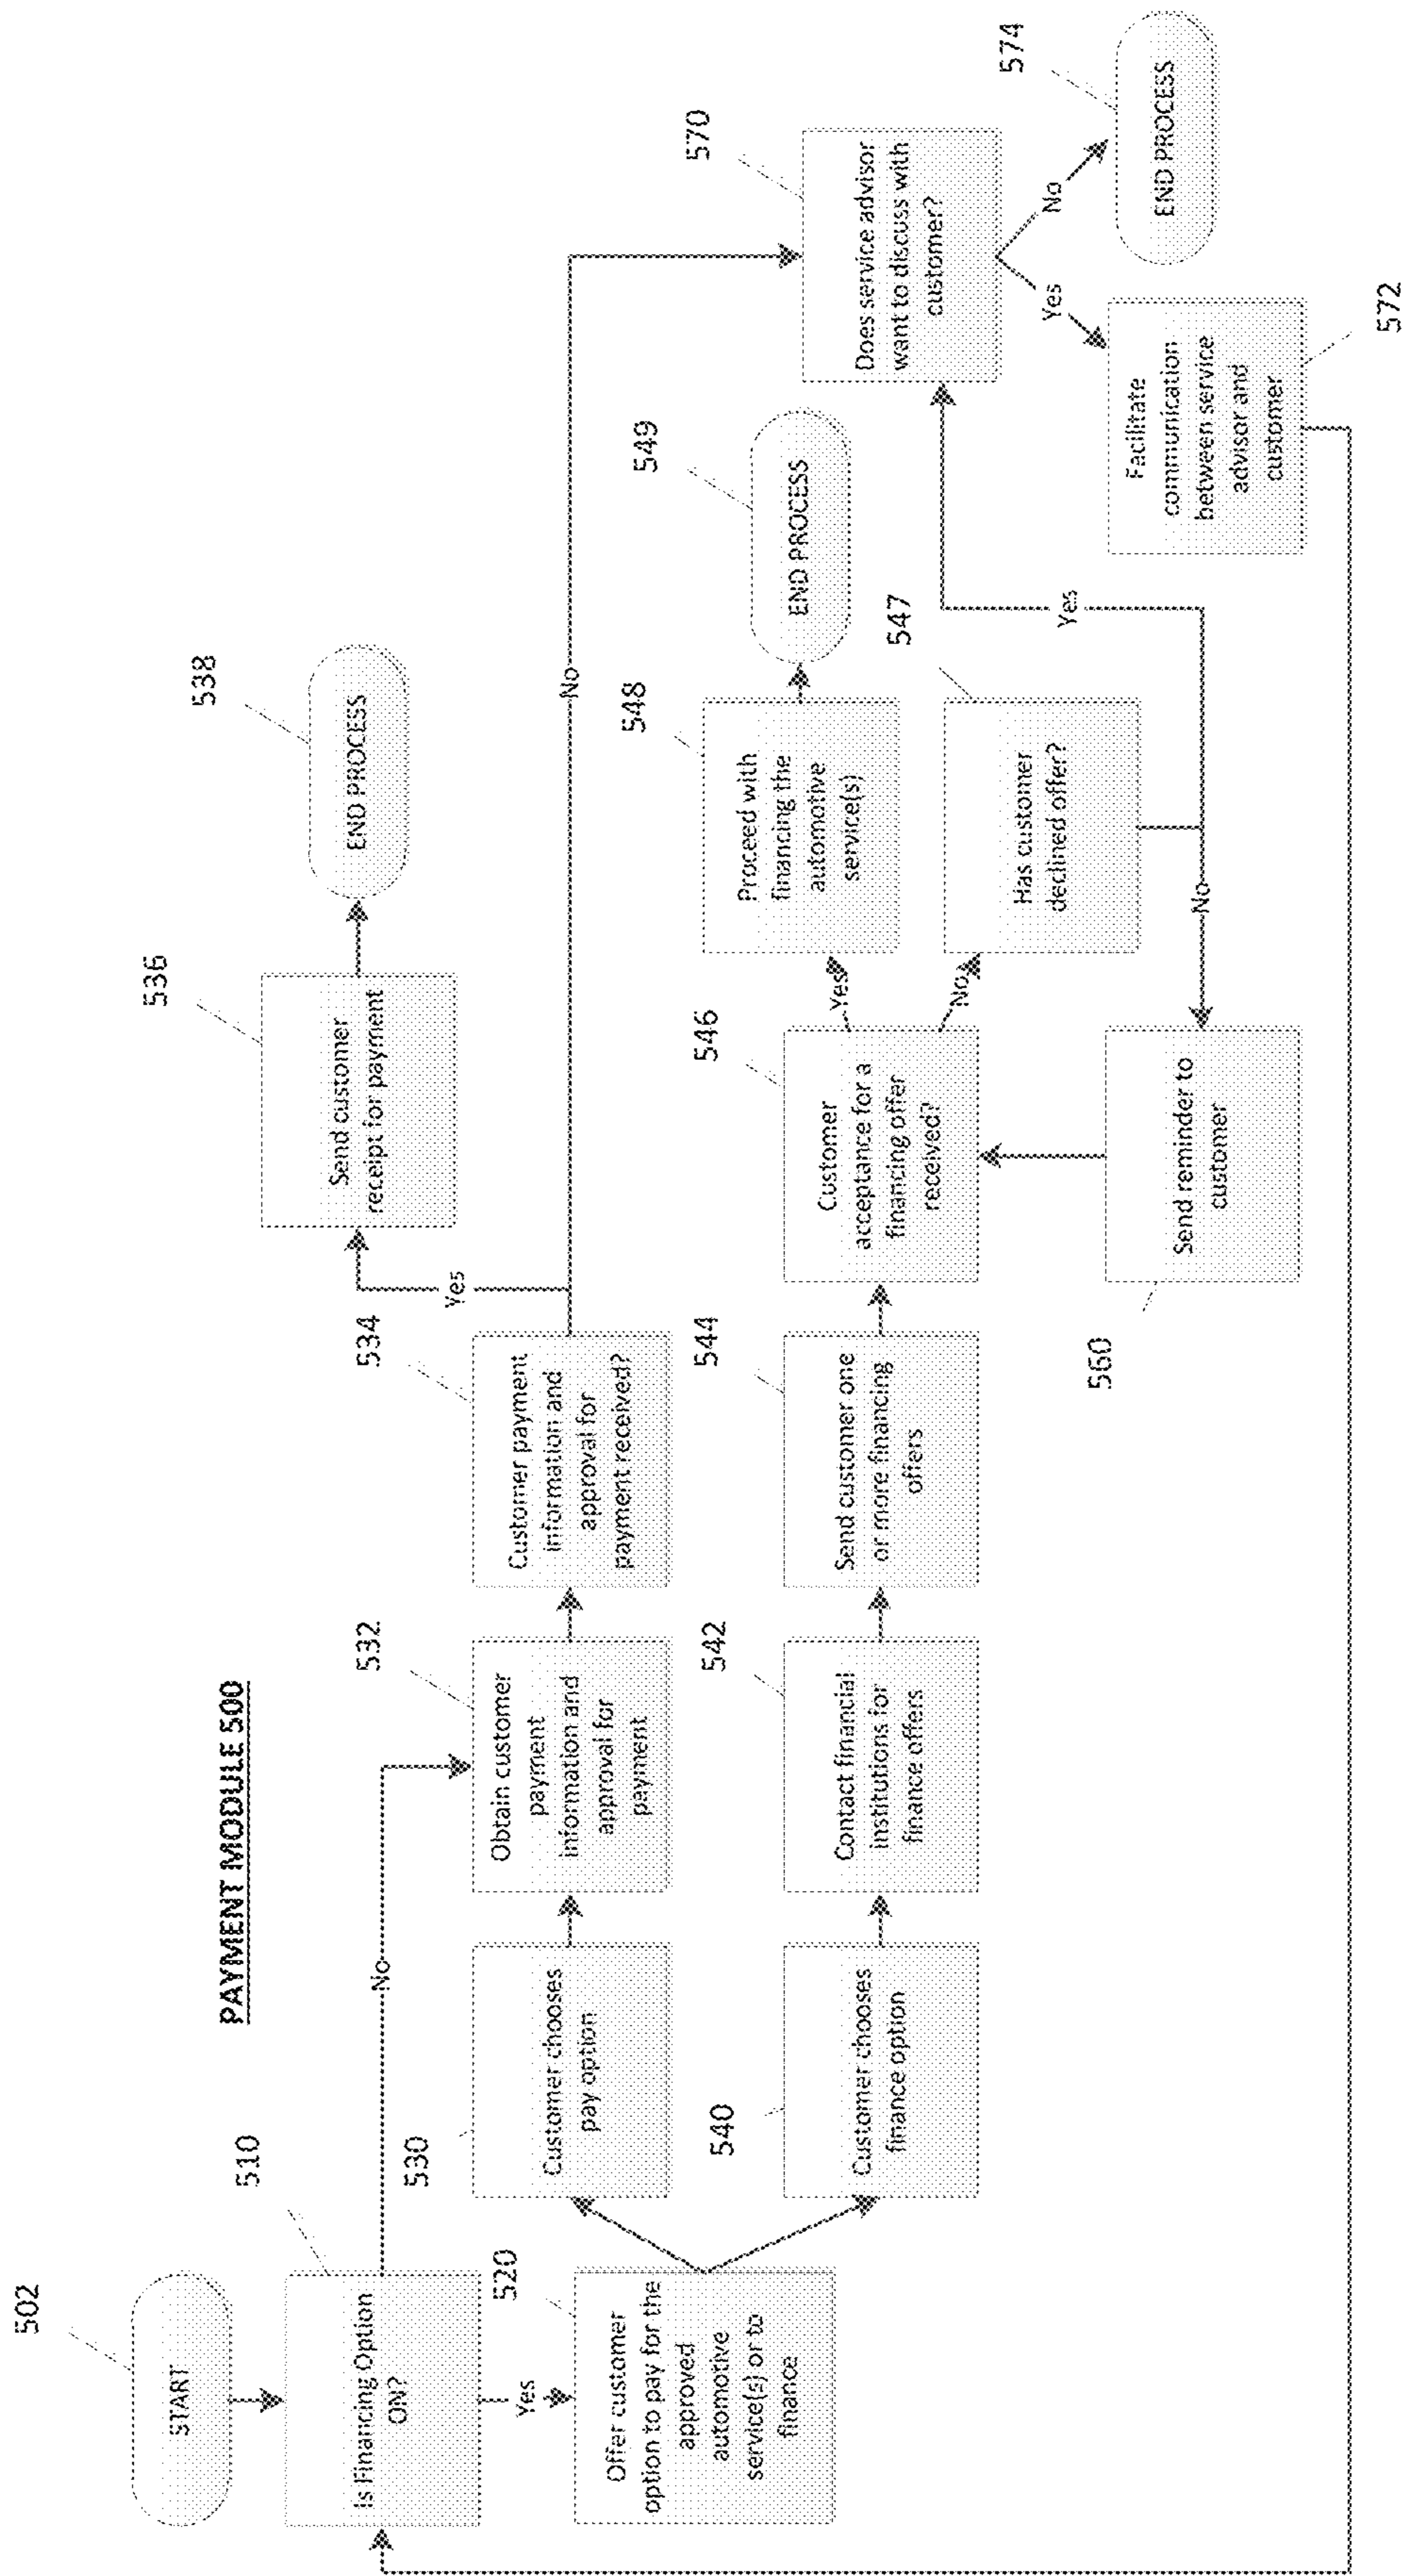 PAYMENT MODULE 500
502
START
510
Is Financing Option
ON?
No
Yes
520
Offer customer
option to pay for the
approved
automotive
service(s) or to
finance
530
Customer chooses
pay option
532
Obtain customer
payment
information and
approval for
payment
534
Customer payment
information and
approval for
payment received?
Yes
536
Send customer
receipt for payment
538
END PROCESS
No
540
Customer chooses
finance option
542
Contact financial
institutions for
finance offers
544
Send customer one
or more financing
offers
546
Customer
acceptance for a
financing offer
received?
Yes
No
548
Proceed with
financing the
automotive
service(s)
549
END PROCESS
547
Has customer
declined offer?
Yes
No
560
Send reminder to
customer
570
Does service advisor
want to discuss with
customer?
Yes
No
572
Facilitate
communication
between service
advisor and
customer
574
END PROCESS